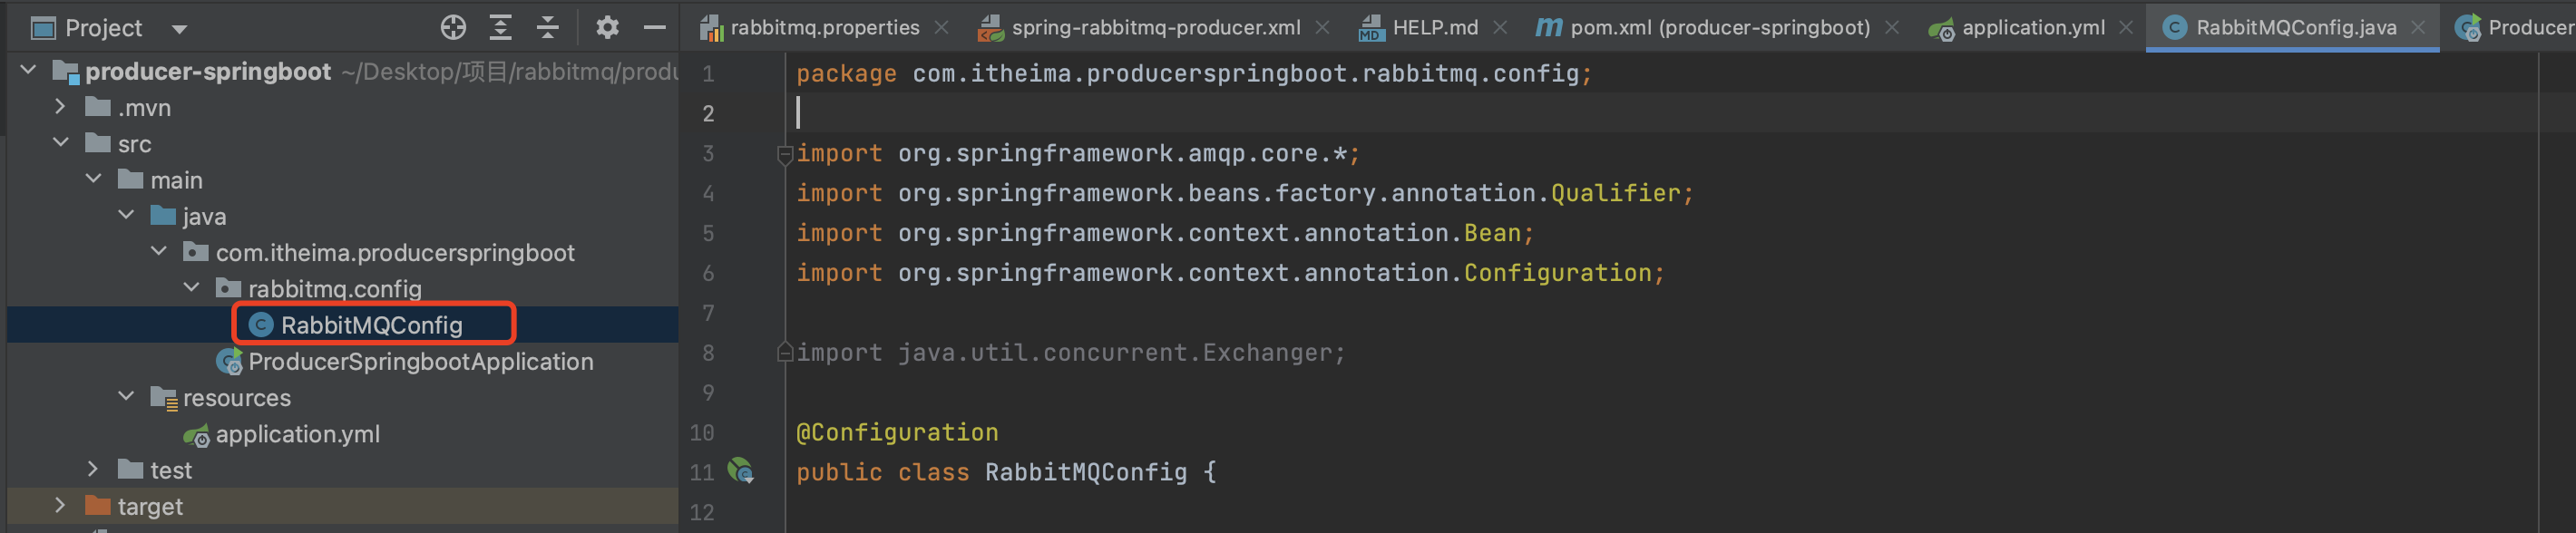 Project
rabbitmq.properties
spring-rabbitmq-producer.xml
HELP.md
pom.xml (producer-springboot)
application.yml
RabbitMQConfig.java
Producer
producer-springboot ~/Desktop/项目/rabbitmq/produ
.mvn
src
main
java
com.itheima.producerspringboot
rabbitmq.config
RabbitMQConfig
ProducerSpringbootApplication
resources
application.yml
test
target
1 package com.itheima.producerspringboot.rabbitmq.config;
2
3 import org.springframework.amqp.core.*;
4 import org.springframework.beans.factory.annotation.Qualifier;
5 import org.springframework.context.annotation.Bean;
6 import org.springframework.context.annotation.Configuration;
7
8 import java.util.concurrent.Exchanger;
9
10 @Configuration
11 public class RabbitMQConfig {
12